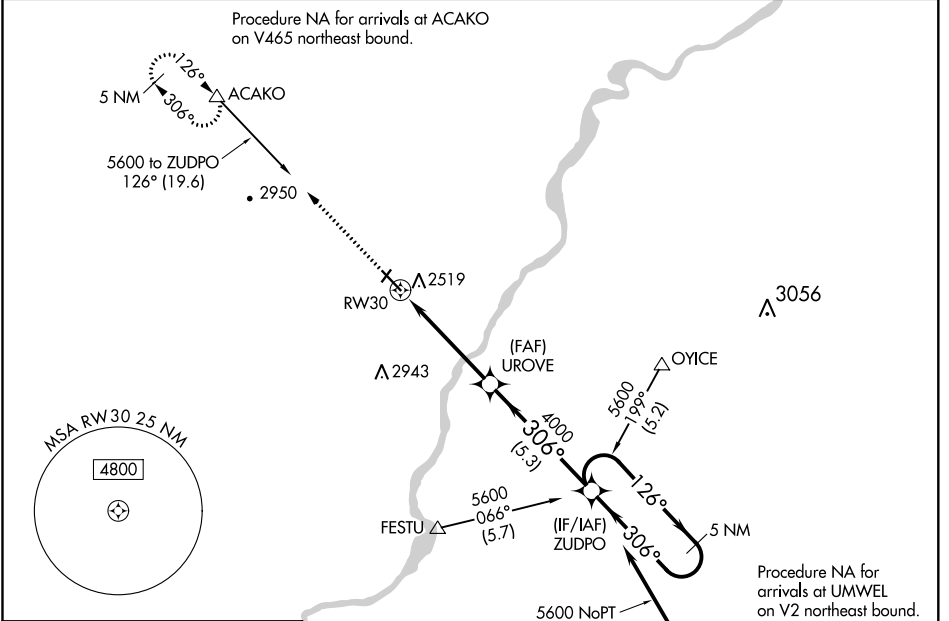 Procedure NA for arrivals at ACAKO
on V465 northeast bound.
126°
306°
5 NM
ACAKO
5600 to ZUDPO
126° (19.6)
2950
2519
RW30
3056
(FAF)
UROVE
OYICE
2943
5600
199°
(5.2)
4000
306°
(5.3)
MSA RW30 25 NM
4800
126°
5600
066°
(5.7)
FESTU
(IF/IAF)
ZUDPO
306°
5 NM
Procedure NA for
arrivals at UMWEL
on V2 northeast bound.
5600 NoPT